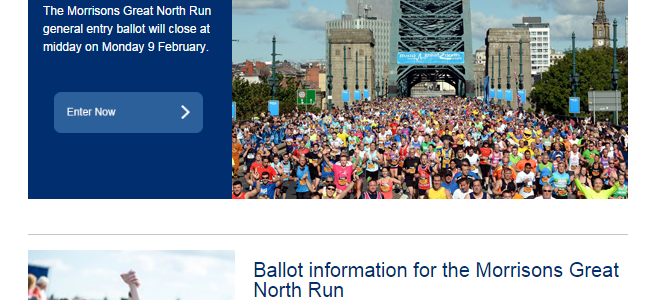 The Morrisons Great North Run
general entry ballot will close at
midday on Monday 9 February.
Enter Now
Ballot information for the Morrisons Great
North Run